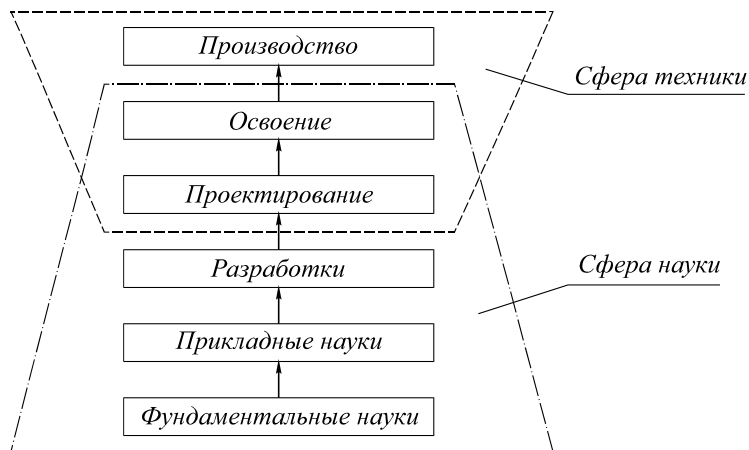 Производство
Сфера техники
Освоение
Проектирование
Разработки
Сфера науки
Прикладные науки
Фундаментальные науки